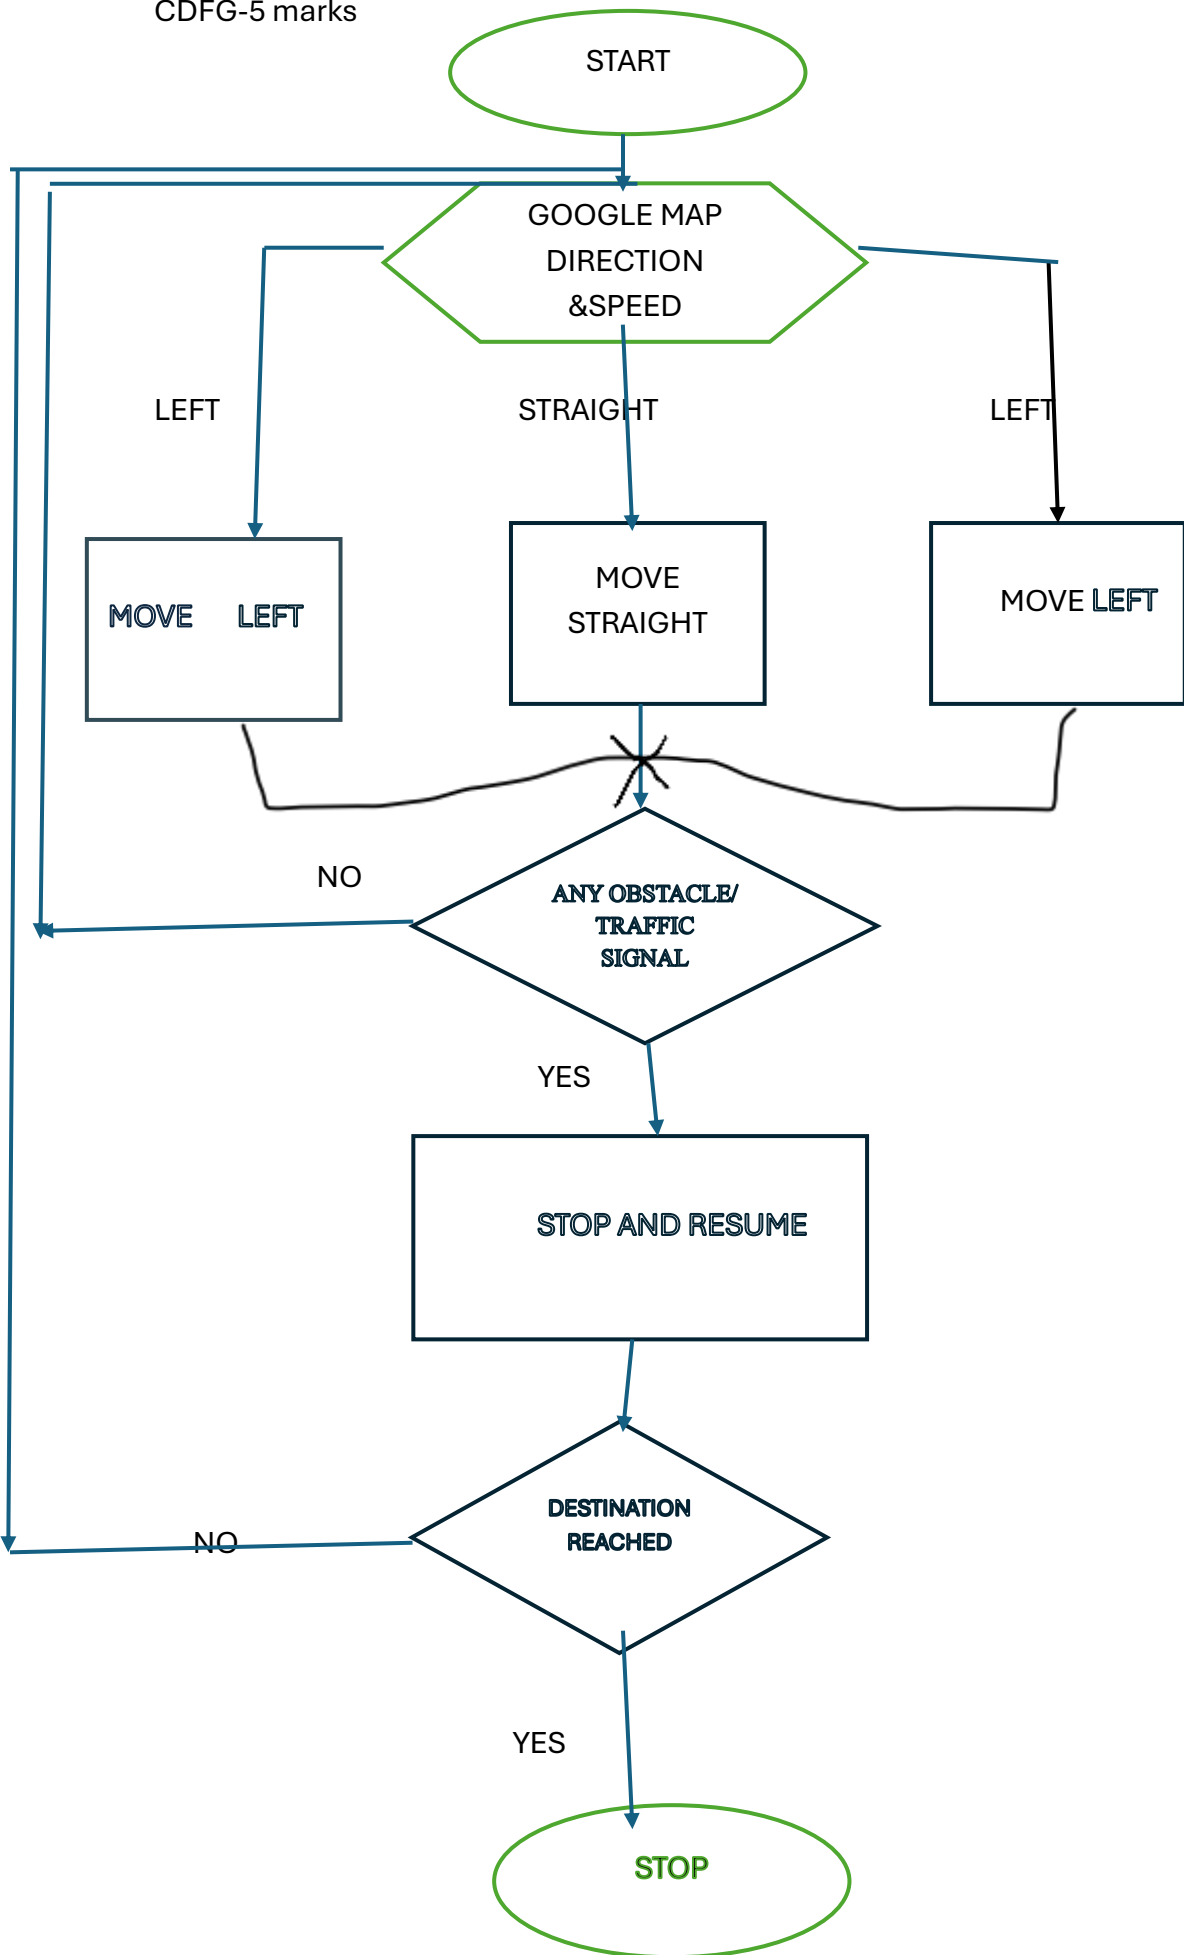 CDFG-5 marks
START
GOOGLE MAP
DIRECTION
&SPEED
LEFT
STRAIGHT
LEFT
MOVE LEFT
MOVE
STRAIGHT
MOVE LEFT
NO
ANY OBSTACLE/
TRAFFIC
SIGNAL
YES
STOP AND RESUME
DESTINATION
REACHED
NO
YES
STOP